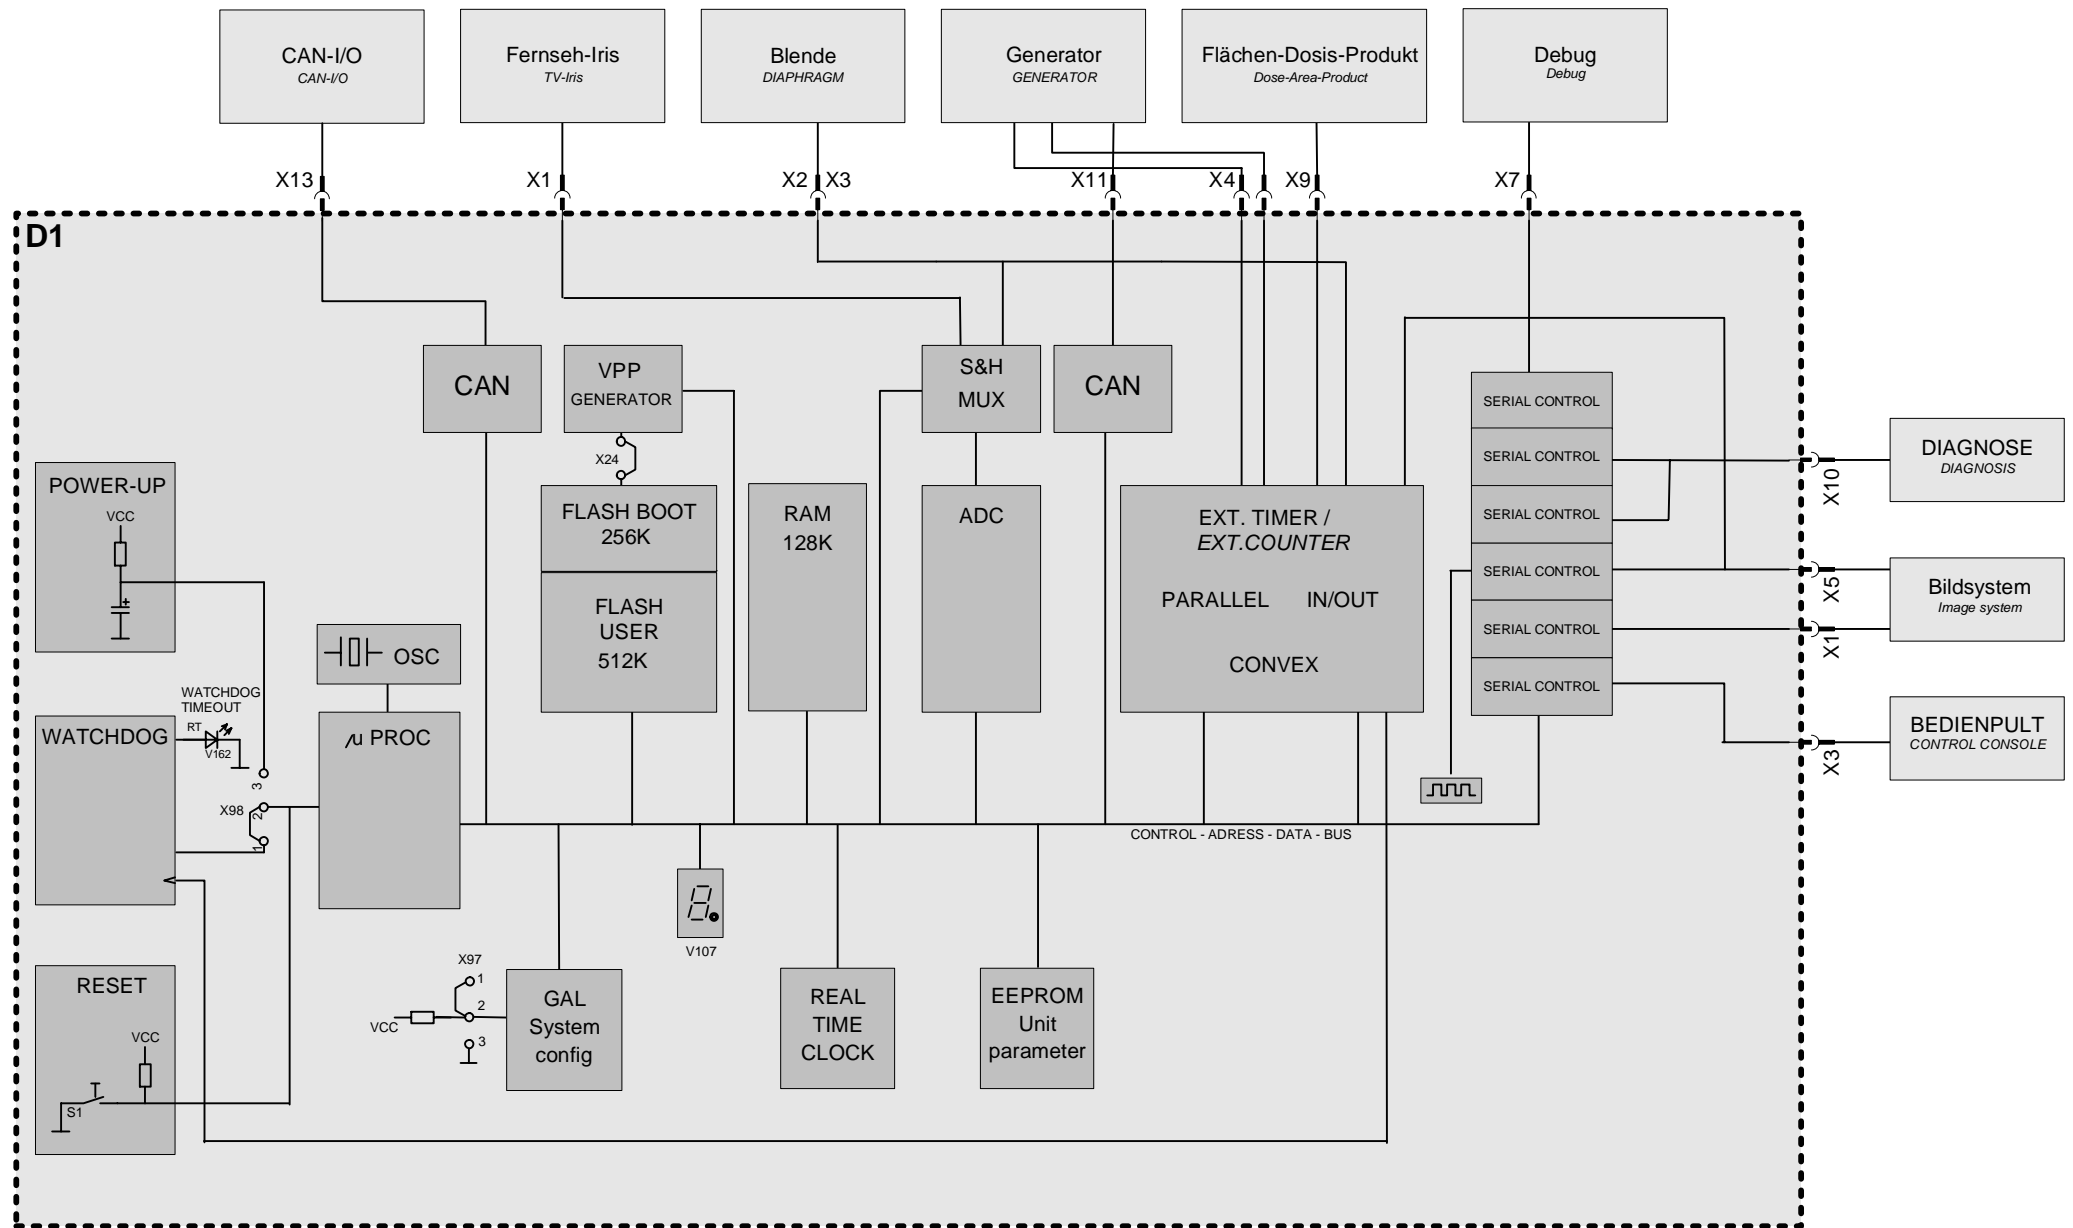 CAN-I/O
CAN-I/O
Fernseh-Iris
TV-Iris
Blende
DIAPHRAGM
Generator
GENERATOR
Flächen-Dosis-Produkt
Dose-Area-Product
Debug
Debug
X13
X1
X2 X3
X11
X4
X9
X7
D1
CAN
VPP
GENERATOR
S&H
MUX
CAN
SERIAL CONTROL
SERIAL CONTROL
SERIAL CONTROL
SERIAL CONTROL
SERIAL CONTROL
SERIAL CONTROL
X10
DIAGNOSE
DIAGNOSIS
X5
X1
Bildsystem
Image system
X3
BEDIENPULT
CONTROL CONSOLE
X24
POWER-UP
VCC
+
FLASH BOOT
256K
FLASH
USER
512K
RAM
128K
ADC
EXT. TIMER /
EXT.COUNTER
PARALLEL IN/OUT
CONVEX
OSC
WATCHDOG
TIMEOUT
RT
V162
WATCHDOG
µ PROC
3
X98
2
1
CONTROL - ADRESS - DATA - BUS
8.
V107
RESET
VCC
S1
X97
1
2
3
VCC
GAL
System
config
REAL
TIME
CLOCK
EEPROM
Unit
parameter